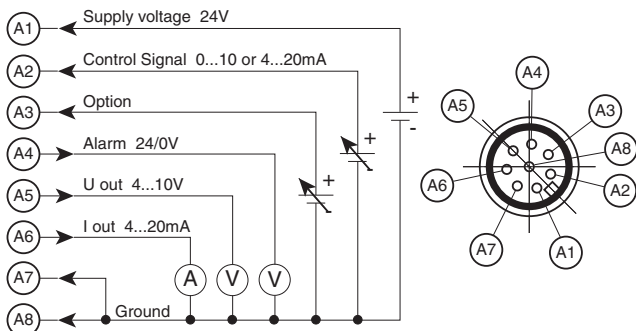 A1 Supply voltage 24V
A2 Control Signal 0...10 or 4...20mA
A3 Option
A4 Alarm 24/0V
A5 U out 4...10V
A6 I out 4...20mA
A7
A8 Ground
+
-
+
+
A V V
A4
A5
A3
A8
A6
A2
A7
A1